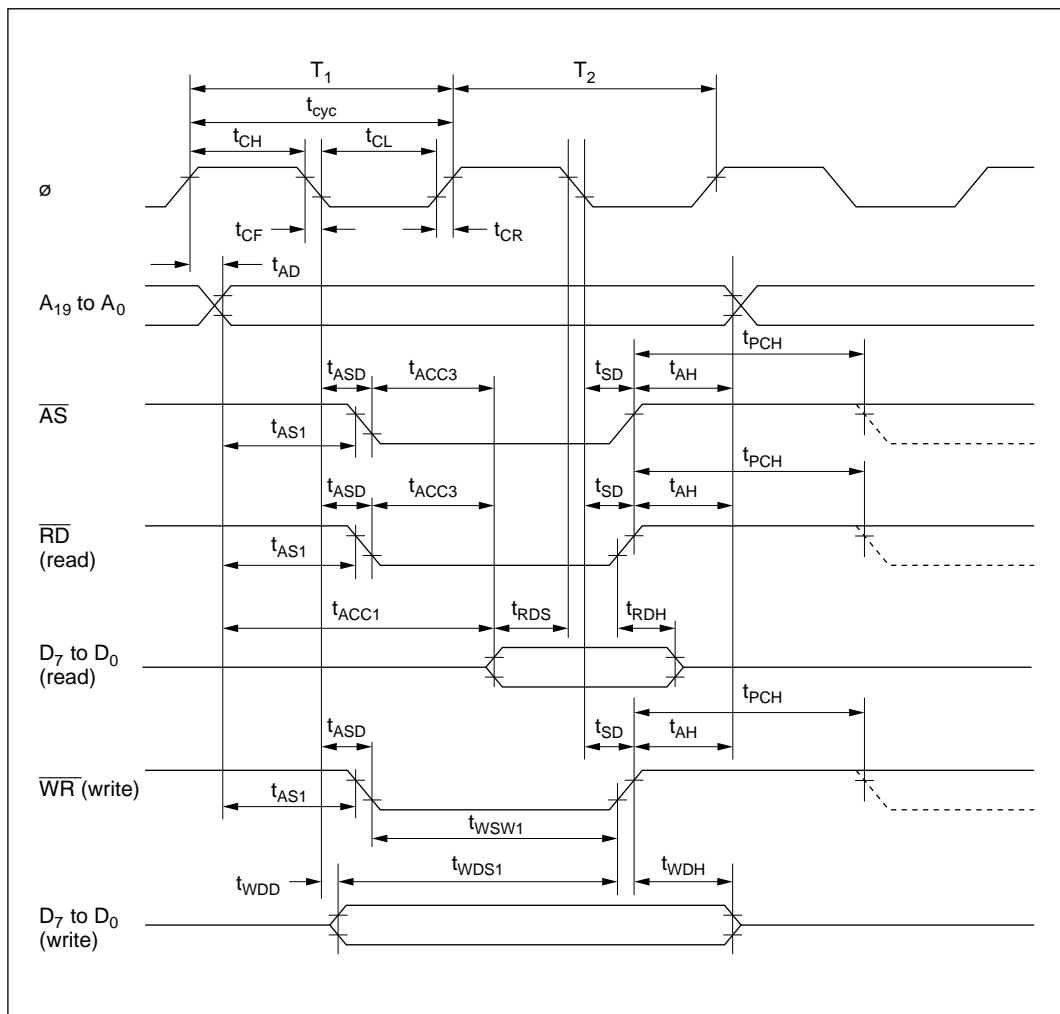 T1 T2
tcyc
tCH tCL
ø
tCF tCR
tAD
A19 to A0
tPCH
tASD tACC3 tSD tAH
AS
tAS1
tPCH
tASD tACC3 tSD tAH
RD
(read)
tAS1
tACC1 tRDS tRDH
D7 to D0
(read)
tPCH
tASD tSD tAH
WR (write)
tAS1
tWSW1
tWDS1 tWDH
tWDD
D7 to D0
(write)